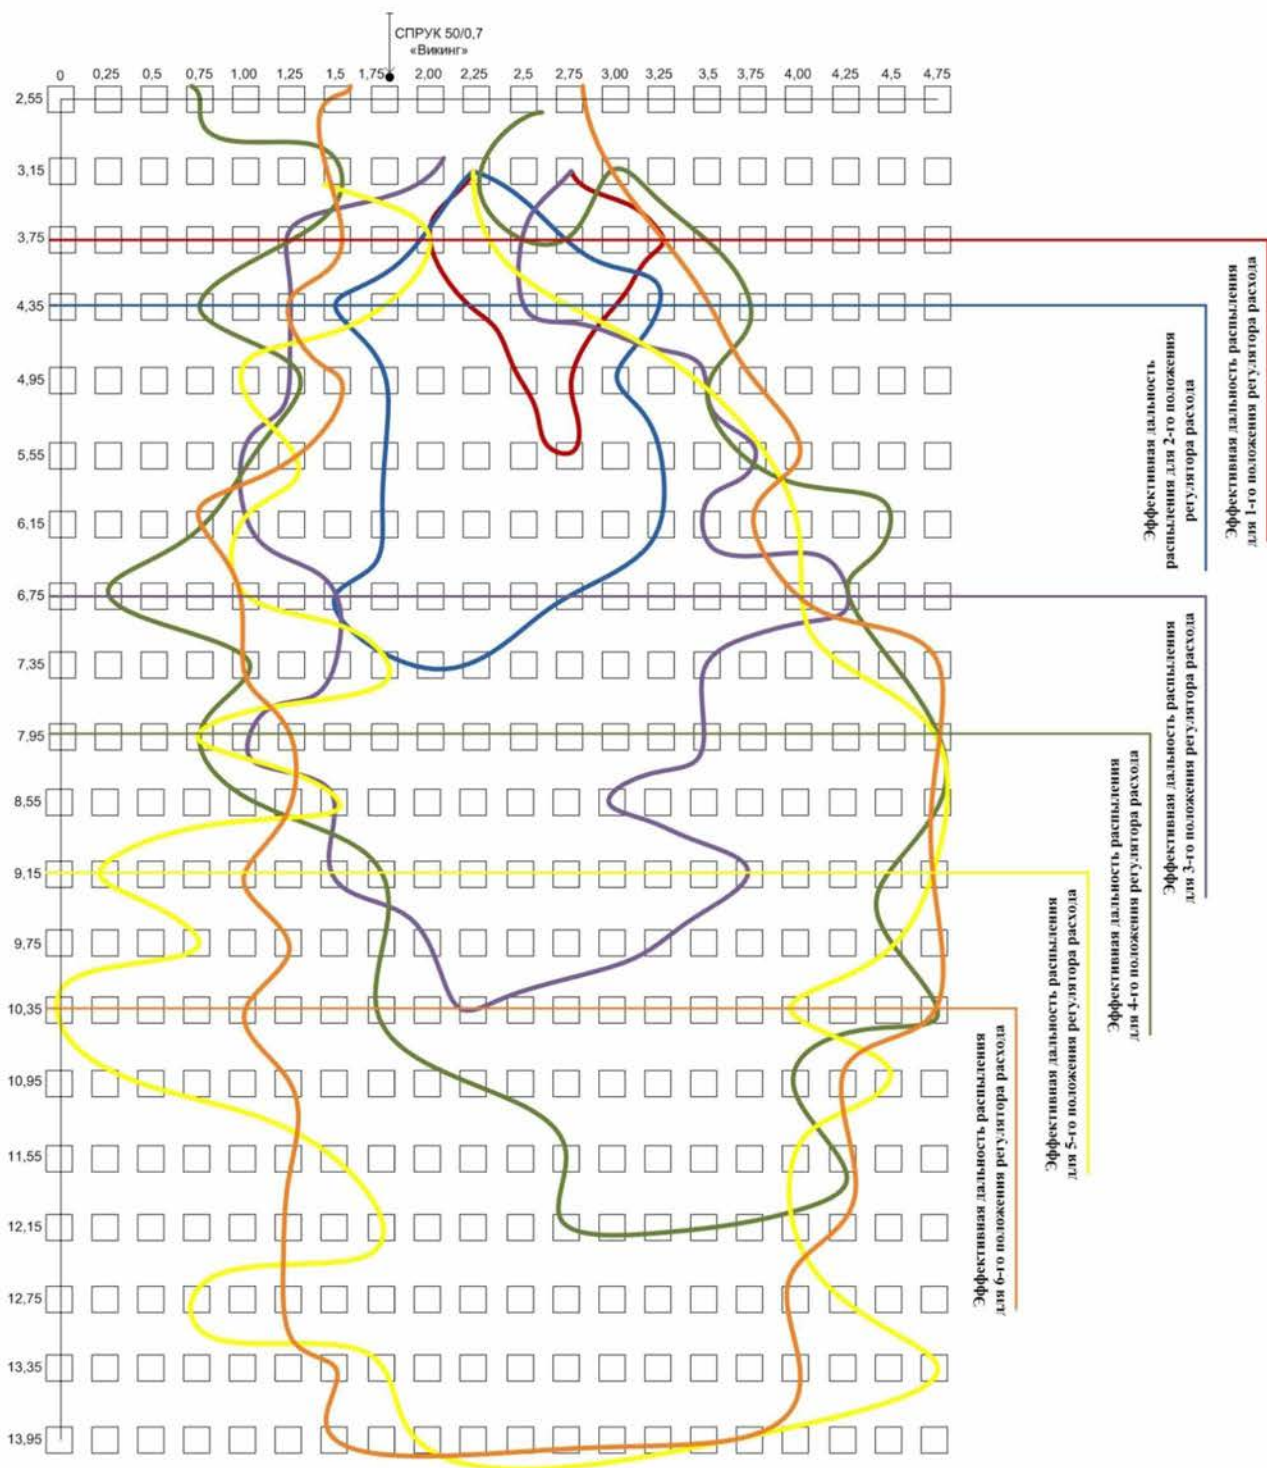 СПРУК 50/0,7
«Викинг»
0 0,25 0,5 0,75 1,00 1,25 1,5 1,75 2,00 2,25 2,5 2,75 3,00 3,25 3,5 3,75 4,00 4,25 4,5 4,75
2,55
3,15
3,75
4,35
4,95
5,55
6,15
6,75
7,35
7,95
8,55
9,15
9,75
10,35
10,95
11,55
12,15
12,75
13,35
13,95
Эффективная дальность распыления
для 1-го положения регулятора расхода
Эффективная дальность
распыления для 2-го положения
регулятора расхода
Эффективная дальность распыления
для 3-го положения регулятора расхода
Эффективная дальность распыления
для 4-го положения регулятора расхода
Эффективная дальность распыления
для 5-го положения регулятора расхода
Эффективная дальность распыления
для 6-го положения регулятора расхода